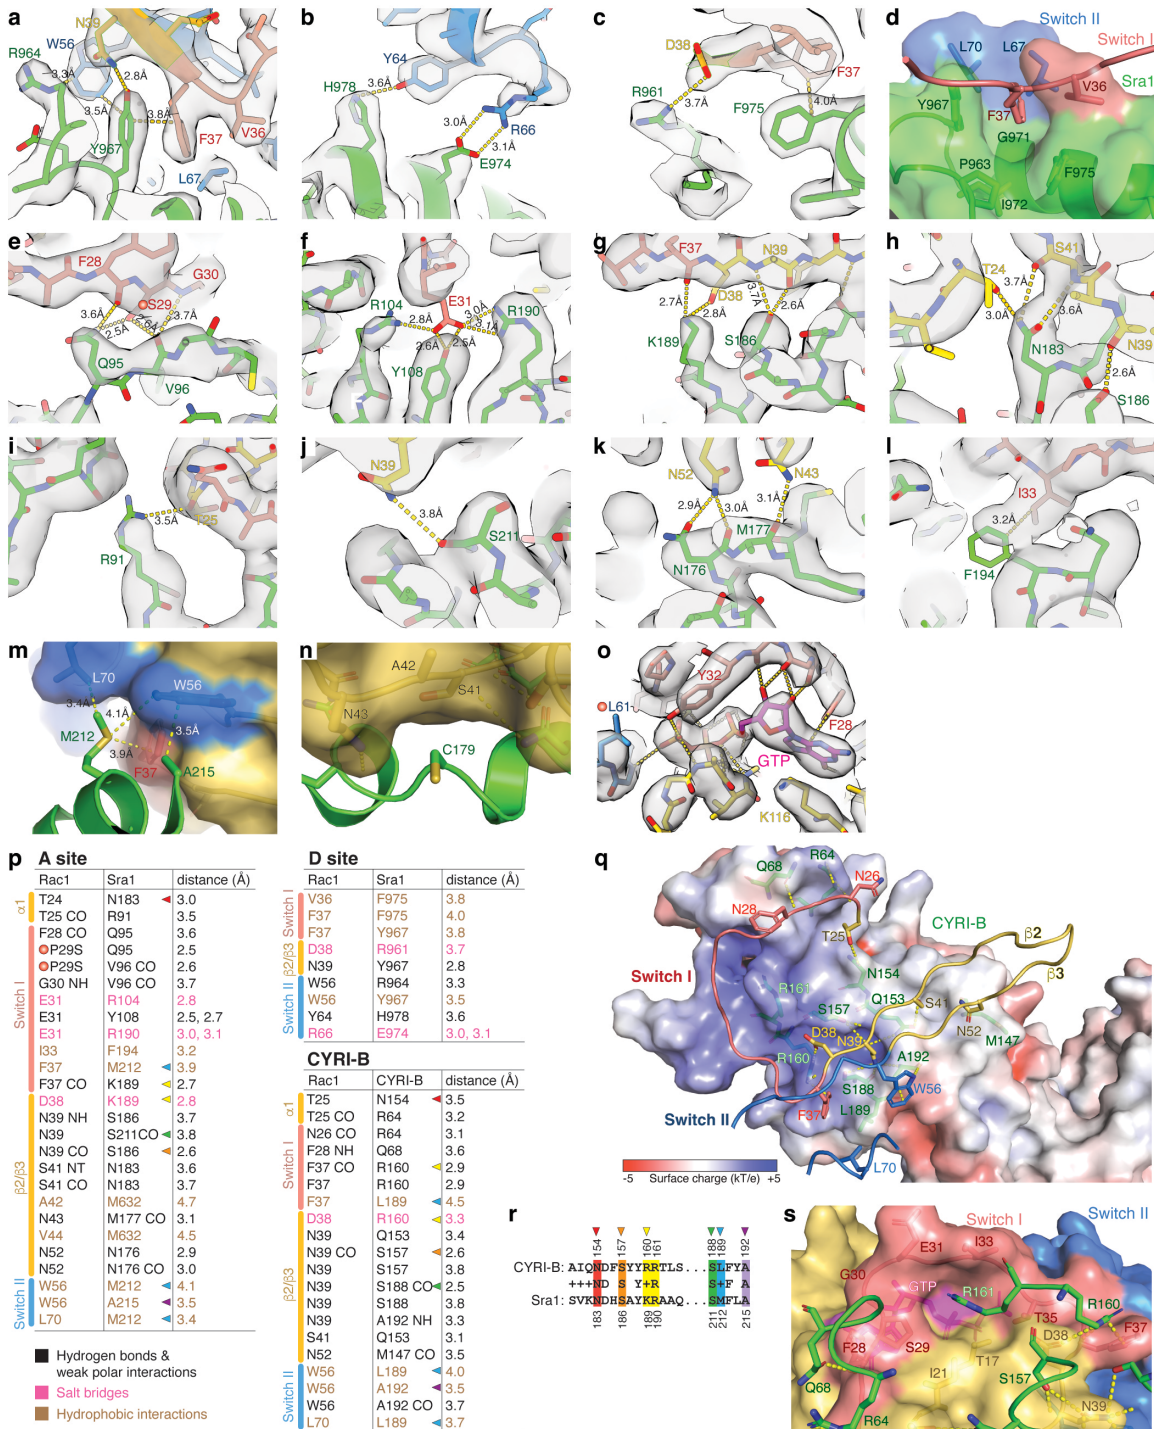 a
N39
R964
W56
3.3Å
2.8Å
3.5Å
3.8Å
Y967
F37
V36
L67
b
Y64
H978
3.6Å
3.0Å
R66
3.1Å
E974
c
D38
F37
R961
3.7Å
F975
4.0Å
d
Switch II
L70
L67
Switch I
Sra1
V36
Y967
F37
G971
P963
F975
I972
e
F28
G30
S29
3.6Å
2.5Å
2.6Å
3.7Å
Q95
V96
f
R104
E31
3.0Å
R190
2.8Å
3.1Å
2.6Å
2.5Å
Y108
g
F37
N39
2.7Å
D38
3.7Å
2.8Å
2.6Å
K189
S186
h
S41
T24
3.7Å
3.0Å
3.6Å
N183
N39
2.6Å
S186
i
3.5Å
T25
R91
j
N39
3.8Å
S211
k
N52
N43
3.1Å
2.9Å
3.0Å
M177
N176
l
I33
3.2Å
F194
m
L70
W56
3.4Å
4.1Å
3.5Å
M212
3.9Å
F37
A215
n
A42
S41
N43
C179
o
Y32
L61
F28
GTP
K116
p
A site
Rac1 Sra1 distance (Å)
α1
T24 N183 3.0
T25 CO R91 3.5
Switch I
F28 CO Q95 3.6
P29S Q95 2.5
P29S V96 CO 2.6
G30 NH V96 CO 3.7
E31 R104 2.8
E31 Y108 2.5, 2.7
E31 R190 3.0, 3.1
I33 F194 3.2
F37 M212 3.9
F37 CO K189 2.7
β2/β3
D38 K189 2.8
N39 NH S186 3.7
N39 S211CO 3.8
N39 CO S186 2.6
S41 NT N183 3.6
S41 CO N183 3.7
A42 M632 4.7
N43 M177 CO 3.1
V44 M632 4.5
N52 N176 2.9
N52 N176 CO 3.0
Switch II
W56 M212 4.1
W56 A215 3.5
L70 M212 3.4
Hydrogen bonds &
weak polar interactions
Salt bridges
Hydrophobic interactions
D site
Rac1 Sra1 distance (Å)
Switch I
V36 F975 3.8
F37 F975 4.0
F37 Y967 3.8
β2/β3
D38 R961 3.7
N39 Y967 2.8
Switch II
W56 R964 3.3
W56 Y967 3.5
Y64 H978 3.6
R66 E974 3.0, 3.1
CYRI-B
Rac1 CYRI-B distance (Å)
α1
T25 N154 3.5
T25 CO R64 3.2
Switch I
N26 CO R64 3.1
F28 NH Q68 3.6
F37 CO R160 2.9
F37 R160 2.9
F37 L189 4.5
β2/β3
D38 R160 3.3
N39 Q153 3.4
N39 CO S157 2.6
N39 S157 3.8
N39 S188 CO 2.5
N39 S188 3.8
N39 A192 NH 3.3
S41 Q153 3.1
N52 M147 CO 3.5
Switch II
W56 L189 4.0
W56 A192 3.5
W56 A192 CO 3.7
L70 L189 3.7
q
R64
Q68
N26
N28
CYRI-B
β2
T25
β3
Switch I
N154
R161
S157
Q153
S41
D38
N39
N52
M147
R160
A192
S188
W56
F37
L189
Switch II
L70
-5 Surface charge (kT/e) +5
r
154 157 160 161 188 189 192
CYRI-B: AIQNDFSYYRRTLS...SLFYA
+++ND S Y+R S+F A
Sra1: SVKNDHSAYKRAAQ...SMFLA
183 186 189 190 211 212 215
s
Switch II
Switch I
I33
E31
G30
GTP
R161
R160
T35
F37
D38
F28
S29
T17
I21
S157
Q68
N39
R64